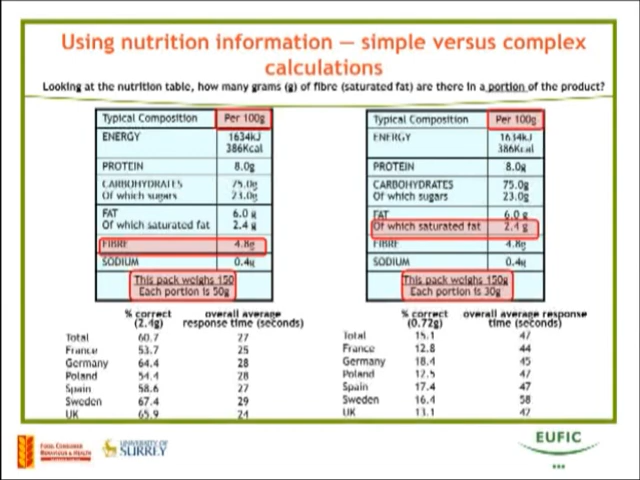 Using nutrition information — simple versus complex
calculations
Looking at the nutrition table, how many grams (g) of fibre (saturated fat) are there in a portion of the product?
Typical Composition Per 100g
ENERGY 1634kJ
386Kcal
PROTEIN 8.0g
CARBOHYDRATES 75.0g
Of which sugars 23.0g
FAT 6.0 g
Of which saturated fat 2.4 g
FIBRE 4.8g
SODIUM 0.4g
This pack weighs 150
Each portion is 50g
% correct overall average
(2.4g) response time (seconds)
Total 60.7 27
France 53.7 25
Germany 64.4 28
Poland 54.4 28
Spain 58.6 27
Sweden 67.4 29
UK 65.9 24
Typical Composition Per 100g
ENERGY 1634kJ
386Kcal
PROTEIN 8.0g
CARBOHYDRATES 75.0g
Of which sugars 23.0g
FAT 6.0 g
Of which saturated fat 2.4 g
FIBRE 4.8g
SODIUM 0.4g
This pack weighs 150g
Each portion is 30g
% correct overall average response
(0.72g) time (seconds)
Total 15.1 47
France 12.8 44
Germany 18.4 45
Poland 12.5 47
Spain 17.4 47
Sweden 16.4 58
UK 13.1 42
FOOD CONSUMER
BEHAVIOUR & HEALTH
UNIVERSITY OF
SURREY
EUFIC